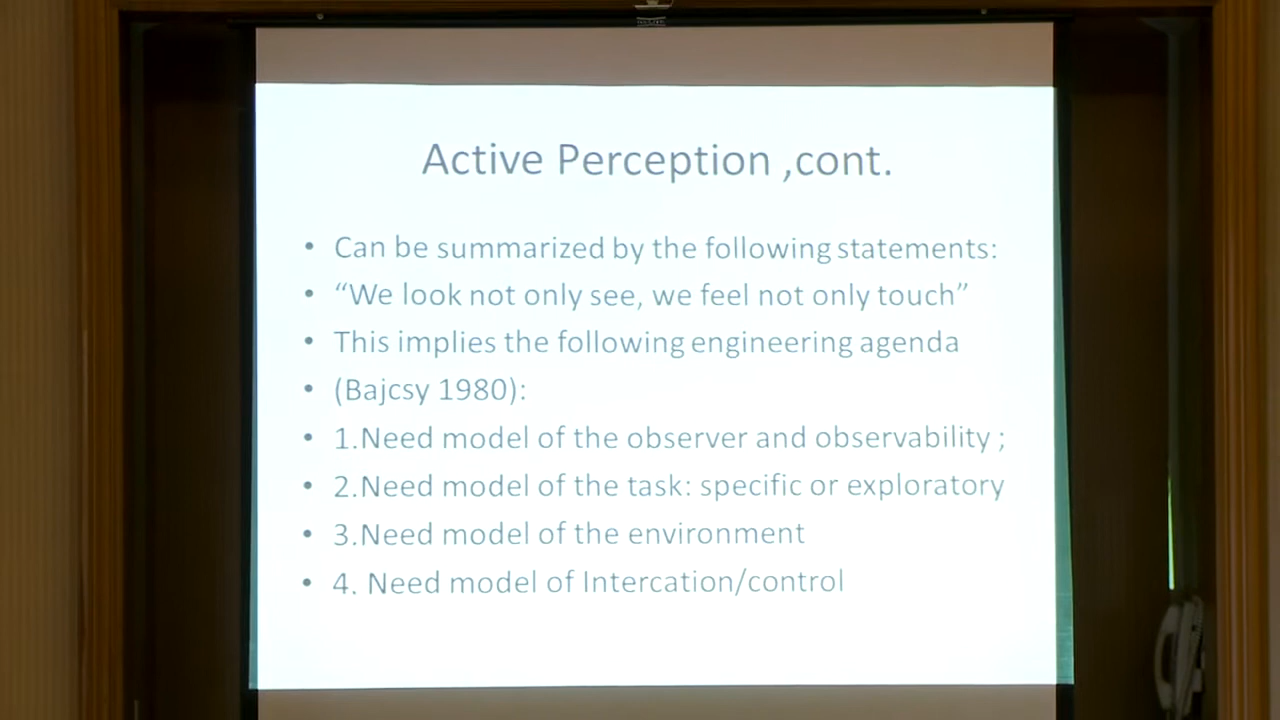 Active Perception ,cont.
• Can be summarized by the following statements:
• “We look not only see, we feel not only touch”
• This implies the following engineering agenda
• (Bajcsy 1980):
• 1.Need model of the observer and observability ;
• 2.Need model of the task: specific or exploratory
• 3.Need model of the environment
• 4. Need model of Intercation/control